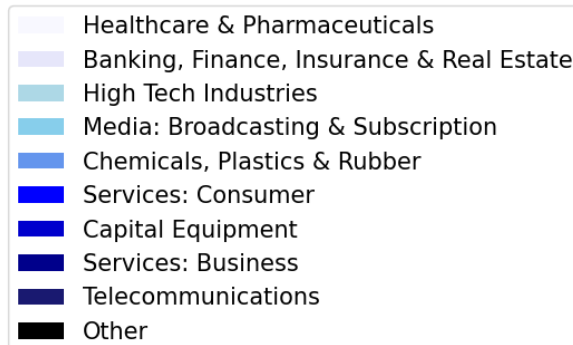 Healthcare & Pharmaceuticals
Banking, Finance, Insurance & Real Estate
High Tech Industries
Media: Broadcasting & Subscription
Chemicals, Plastics & Rubber
Services: Consumer
Capital Equipment
Services: Business
Telecommunications
Other